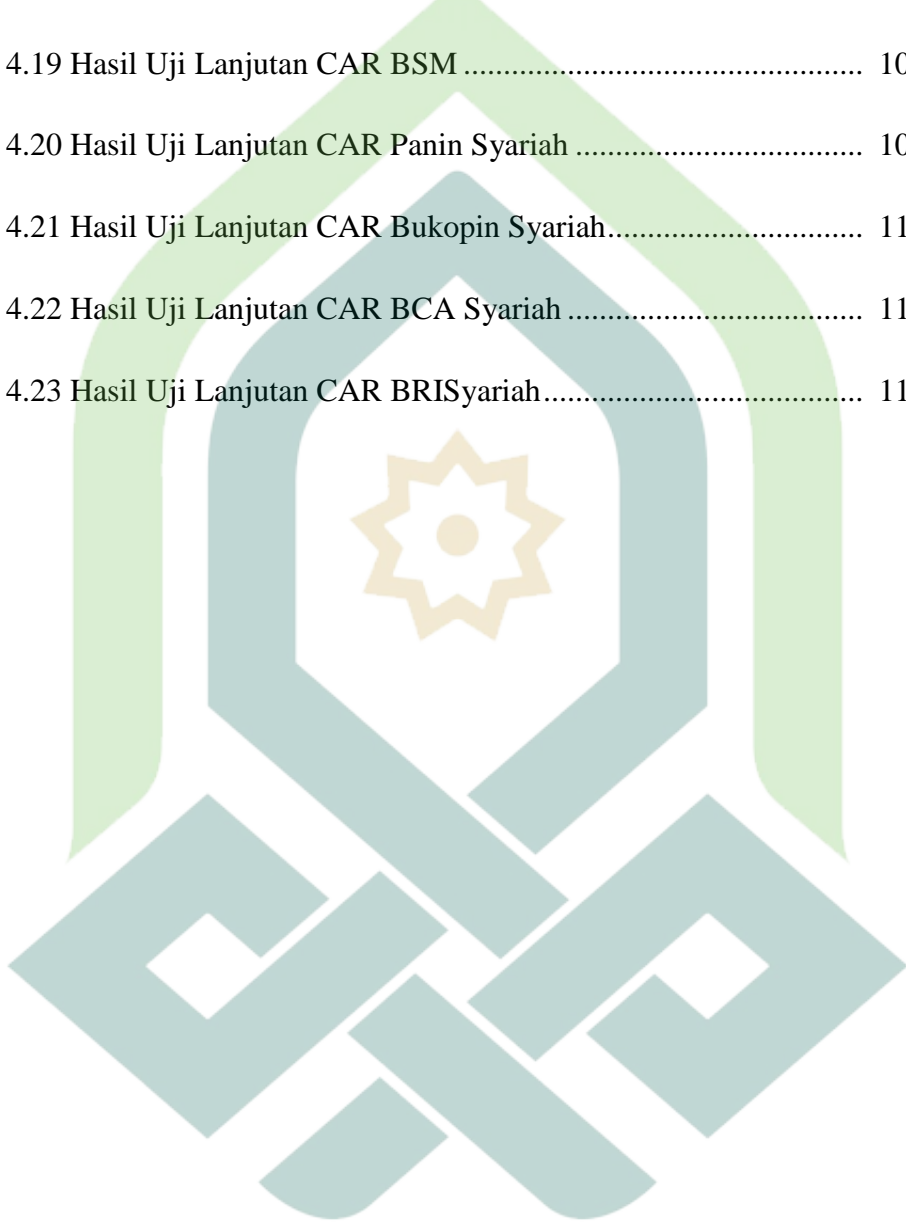 4.19 Hasil Uji Lanjutan CAR BSM ................................................ 10
4.20 Hasil Uji Lanjutan CAR Panin Syariah ................................... 10
4.21 Hasil Uji Lanjutan CAR Bukopin Syariah............................... 11
4.22 Hasil Uji Lanjutan CAR BCA Syariah .................................... 11
4.23 Hasil Uji Lanjutan CAR BRISyariah....................................... 11